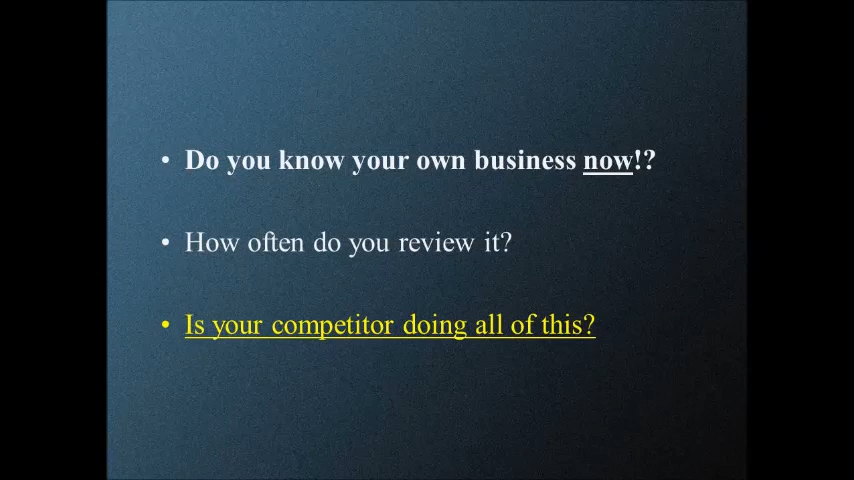 • Do you know your own business now!?
• How often do you review it?
• Is your competitor doing all of this?